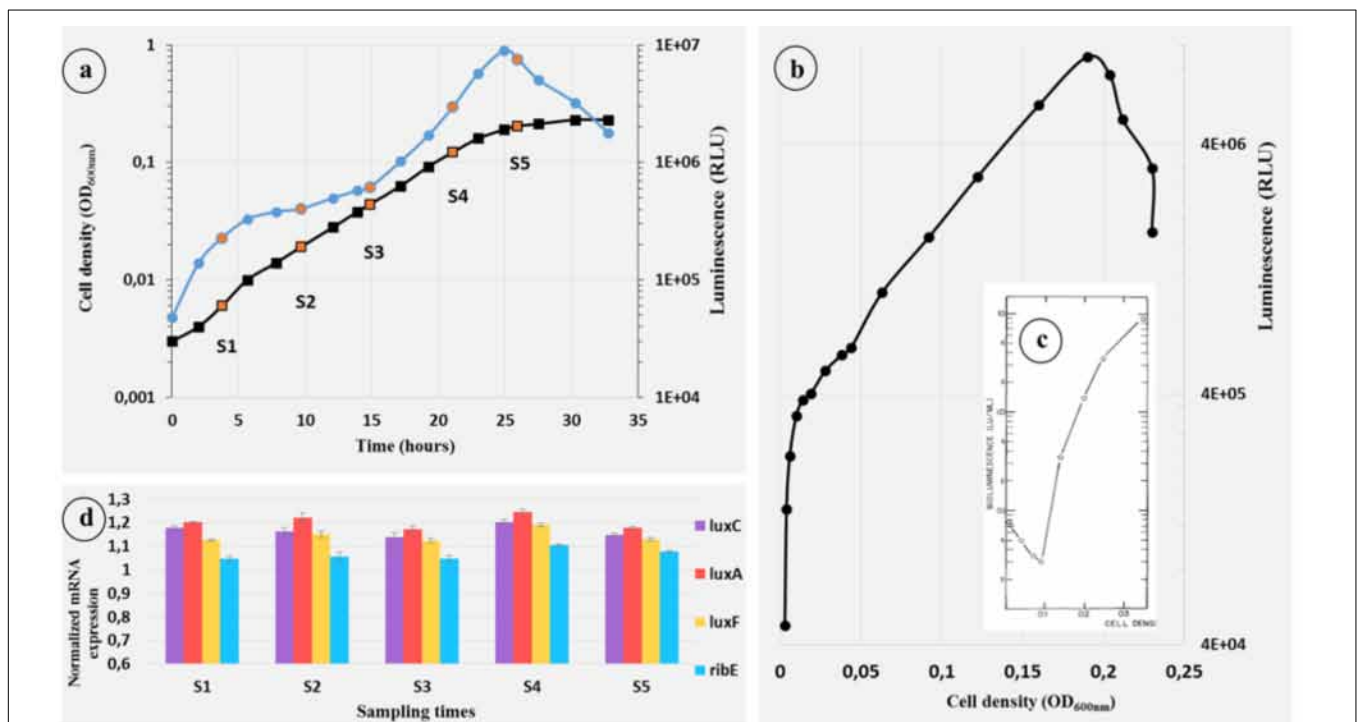 a
1
0,1
0,01
0,001
Cell density (OD600nm)
1E+07
1E+06
1E+05
1E+04
Luminescence (RLU)
S1
S2
S3
S4
S5
0 5 10 15 20 25 30 35
Time (hours)
b
4E+06
4E+05
4E+04
Luminescence (RLU)
0 0,05 0,1 0,15 0,2 0,25
Cell density (OD600nm)
c
BIOLUMINESCENCE (LU/ML)
CELL DENSI
d
1,3
1,2
1,1
1
0,9
0,8
0,7
0,6
Normalized mRNA
expression
luxC
luxA
luxF
ribE
S1 S2 S3 S4 S5
Sampling times